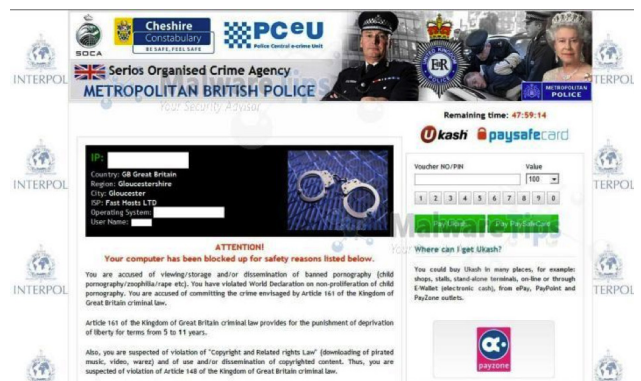 SOCA
Cheshire
Constabulary
BE SAFE, FEEL SAFE
PCeU
Police Central e-crime Unit
Serios Organised Crime Agency
METROPOLITAN BRITISH POLICE
Your Security Advisor
E R
POLICE
METROPOLITAN
POLICE
INTERPOL
TERPOL
INTERPOL
TERPOL
INTERPOL
TERPOL
Remaining time: 47:59:14
Ukash paysafecard
IP:
Country: GB Great Britain
Region: Gloucestershire
City: Gloucester
ISP: Fast Hosts LTD
Operating System:
User Name:
Voucher NO/PIN Value
100
1 2 3 4 5 6 7 8 9 0
Pay PaySafeCard
MalwareTips
ATTENTION!
Your computer has been blocked up for safety reasons listed below.
You are accused of viewing/storage and/or dissemination of banned pornography (child
pornography/zoophilia/rape etc). You have violated World Declaration on non-proliferation of child
pornography. You are accused of committing the crime envisaged by Article 161 of the Kingdom of
Great Britain criminal law.
Article 161 of the Kingdom of Great Britain criminal law provides for the punishment of deprivation
of liberty for terms from 5 to 11 years.
Also, you are suspected of violation of "Copyright and Related rights Law" (downloading of pirated
music, video, warez) and of use and/or dissemination of copyrighted content. Thus, you are
suspected of violation of Article 148 of the Kingdom of Great Britain criminal law.
Where can I get Ukash?
You could buy Ukash in many places, for example:
shops, stalls, stand-alone terminals, on-line or through
E-Wallet (electronic cash), from ePay, PayPoint and
PayZone outlets.
payzone